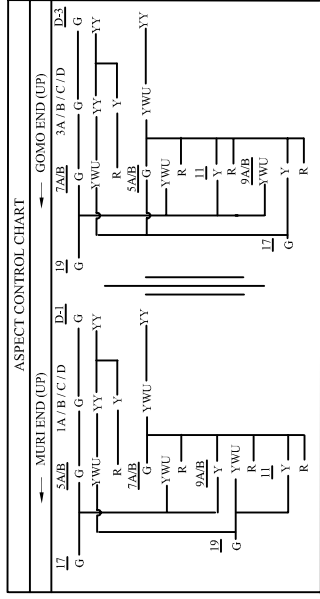 ASPECT CONTROL CHART
MURI END (UP)
GOMO END (UP)
17 5A/B 1A / B / C / D D-1
G G G G
YWU YY YY
R Y
7A/B
G YWU YY
YWU
R
9A/B
Y
R
19
G YWU
R
11
Y
R
19 7A/B 3A / B / C / D D-3
G G G G
YWU YY YY
R Y
5A/B
G YWU YY
YWU
R
11
Y
R
9A/B
YWU
17
G Y
R